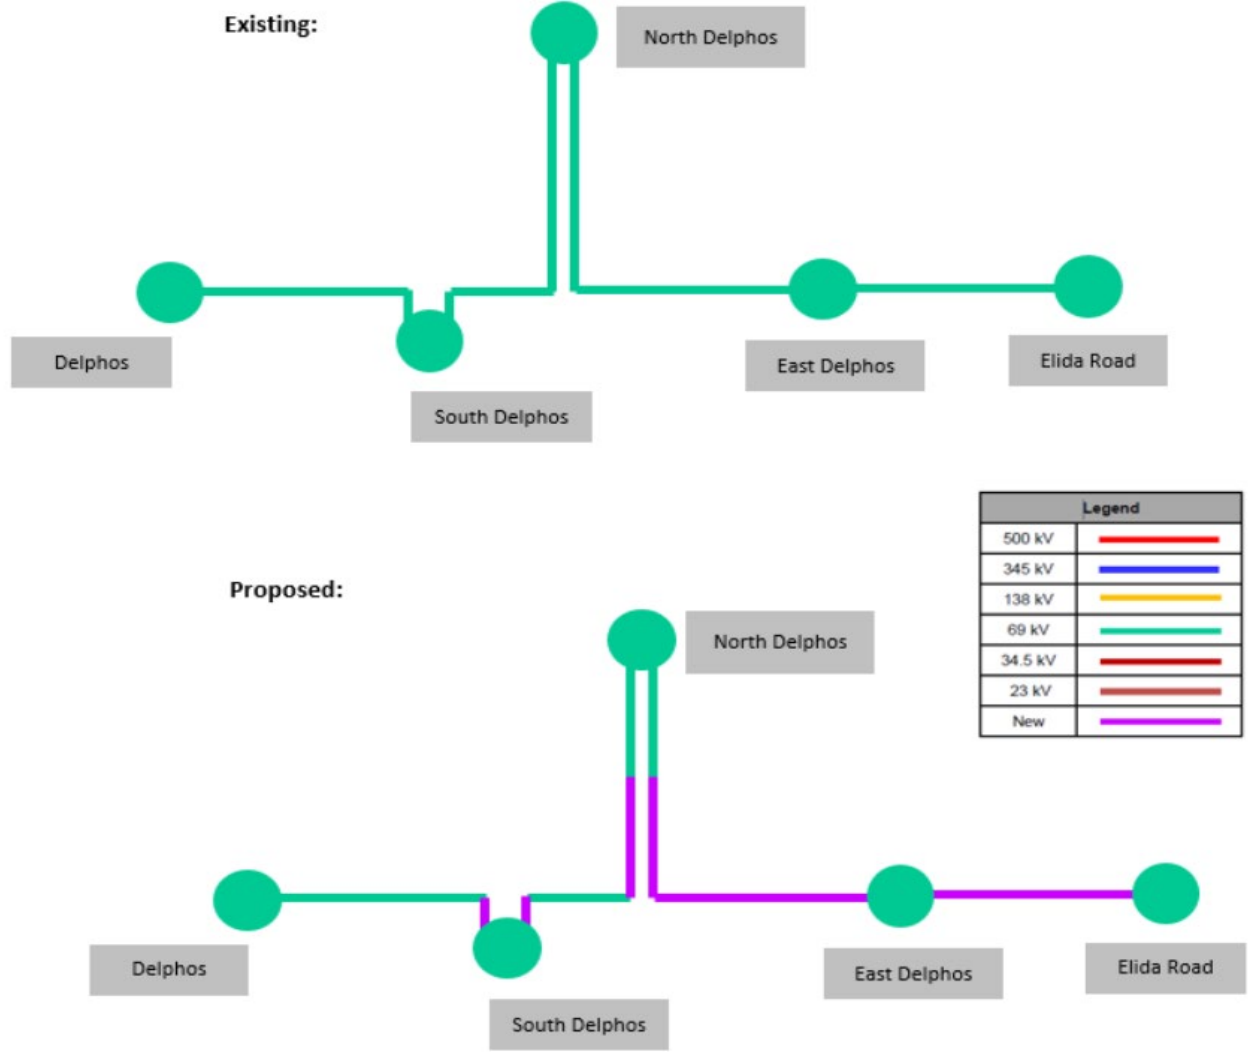 Existing:
North Delphos
Delphos
East Delphos
Elida Road
South Delphos
Legend
500 kV
345 kV
138 kV
69 kV
34.5 kV
23 kV
New
Proposed:
North Delphos
Delphos
East Delphos
Elida Road
South Delphos